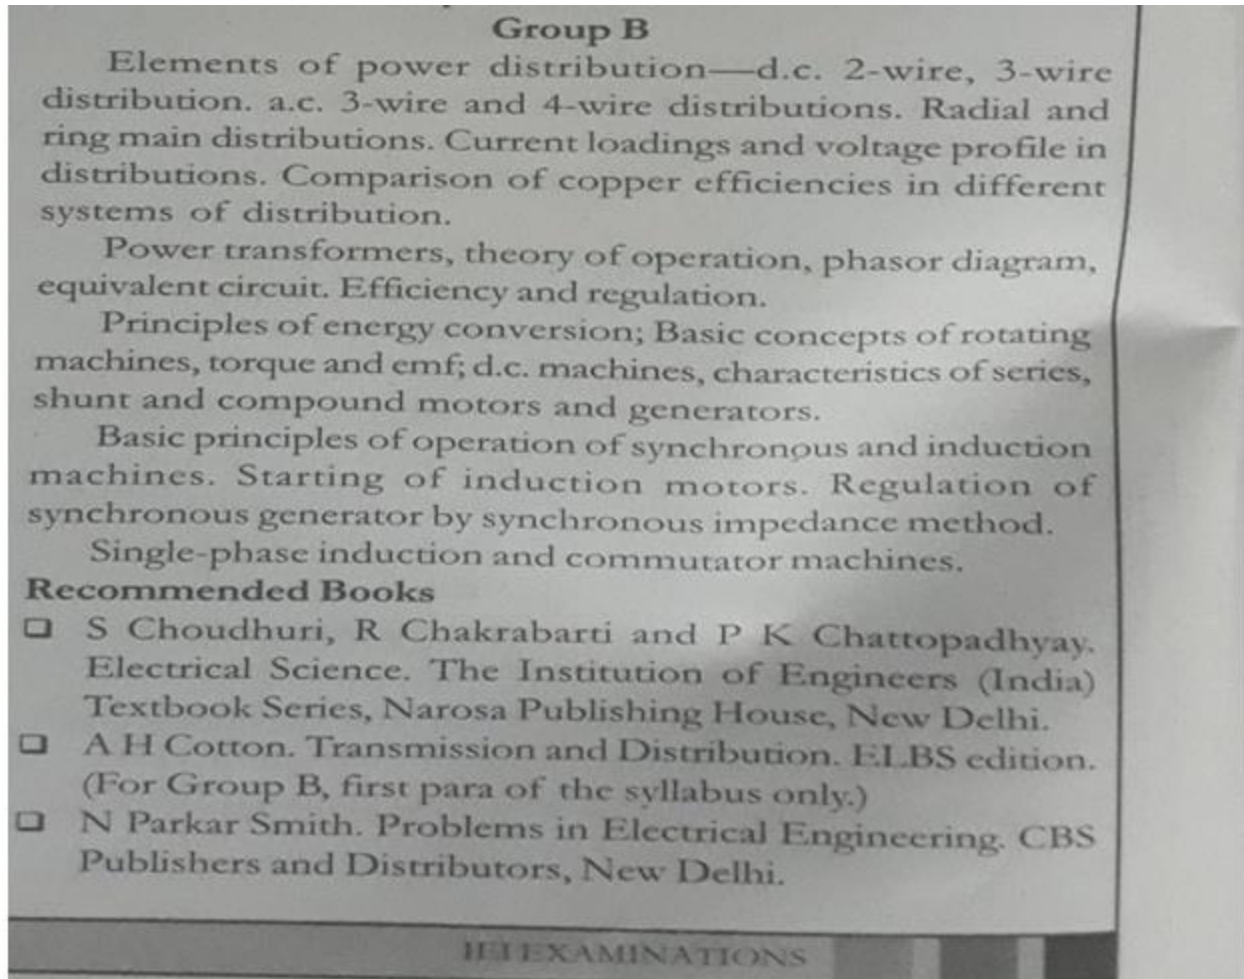 Group B
Elements of power distribution—d.c. 2-wire, 3-wire
distribution. a.c. 3-wire and 4-wire distributions. Radial and
ring main distributions. Current loadings and voltage profile in
distributions. Comparison of copper efficiencies in different
systems of distribution.
Power transformers, theory of operation, phasor diagram,
equivalent circuit. Efficiency and regulation.
Principles of energy conversion; Basic concepts of rotating
machines, torque and emf; d.c. machines, characteristics of series,
shunt and compound motors and generators.
Basic principles of operation of synchronous and induction
machines. Starting of induction motors. Regulation of
synchronous generator by synchronous impedance method.
Single-phase induction and commutator machines.
Recommended Books
❑ S Choudhuri, R Chakrabarti and P K Chattopadhyay.
Electrical Science. The Institution of Engineers (India)
Textbook Series, Narosa Publishing House, New Delhi.
❑ A H Cotton. Transmission and Distribution. ELBS edition.
(For Group B, first para of the syllabus only.)
❑ N Parkar Smith. Problems in Electrical Engineering. CBS
Publishers and Distributors, New Delhi.
IEI EXAMINATIONS